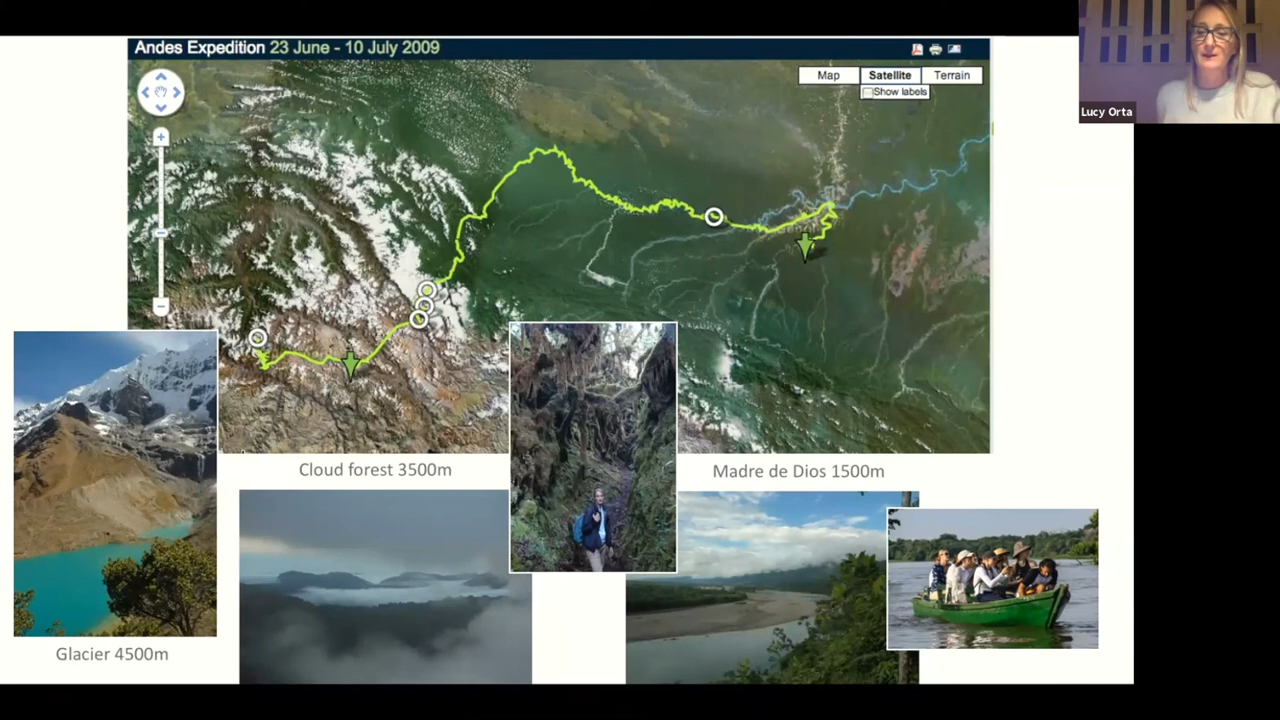 Andes Expedition 23 June - 10 July 2009
Map
Satellite
Terrain
Show labels
Lucy Orta
Cloud forest 3500m
Madre de Dios 1500m
Glacier 4500m